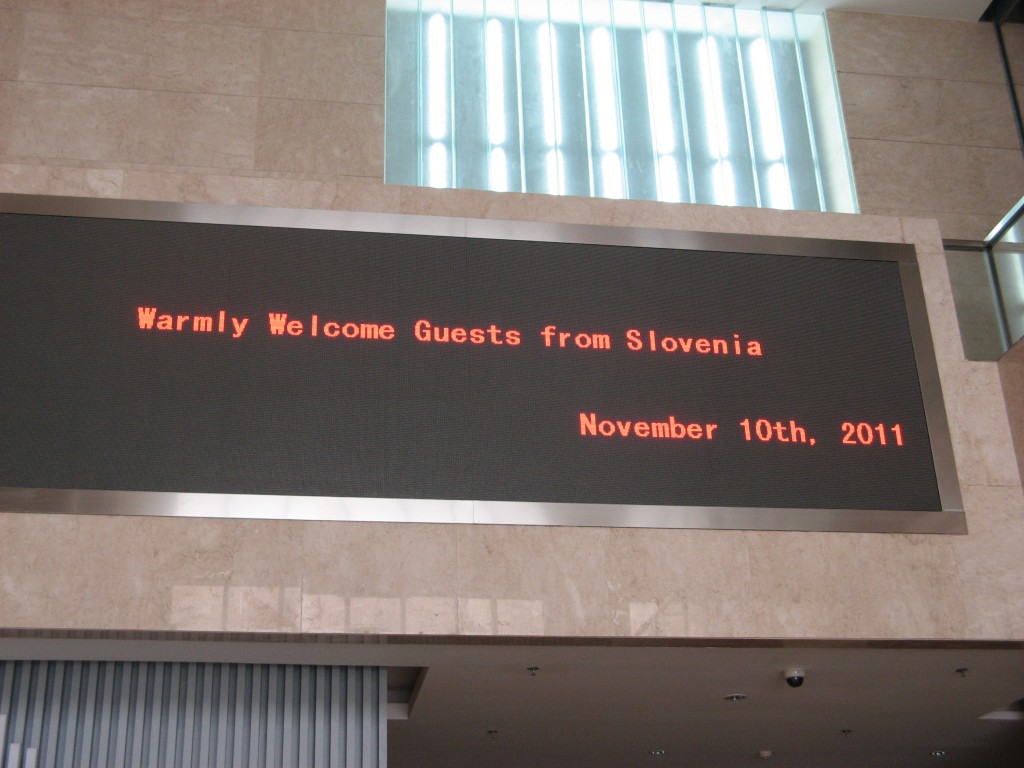 Warmly Welcome Guests from Slovenia
November 10th, 2011